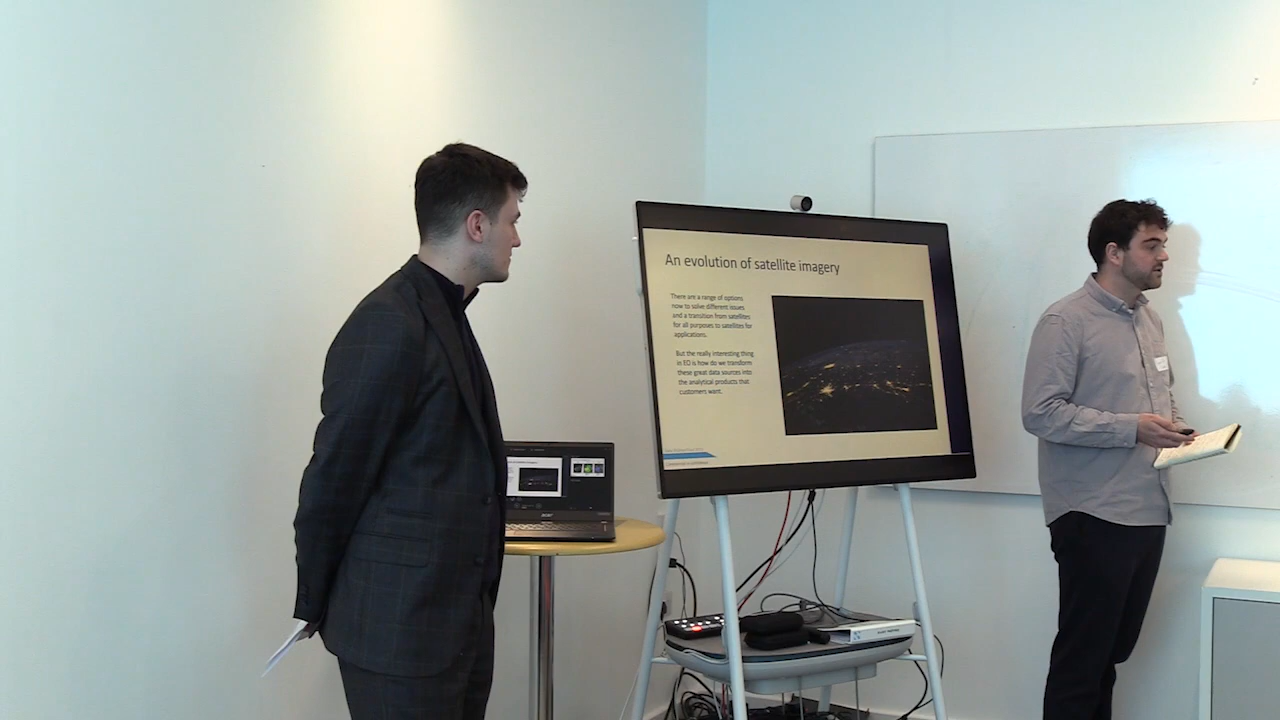 An evolution of satellite imagery
There are a range of options
now to solve different issues
and a transition from satellites
for all purposes to satellites for
applications.
But the really interesting thing
in EO is how do we transform
these great data sources into
the analytical products that
customers want.
acer